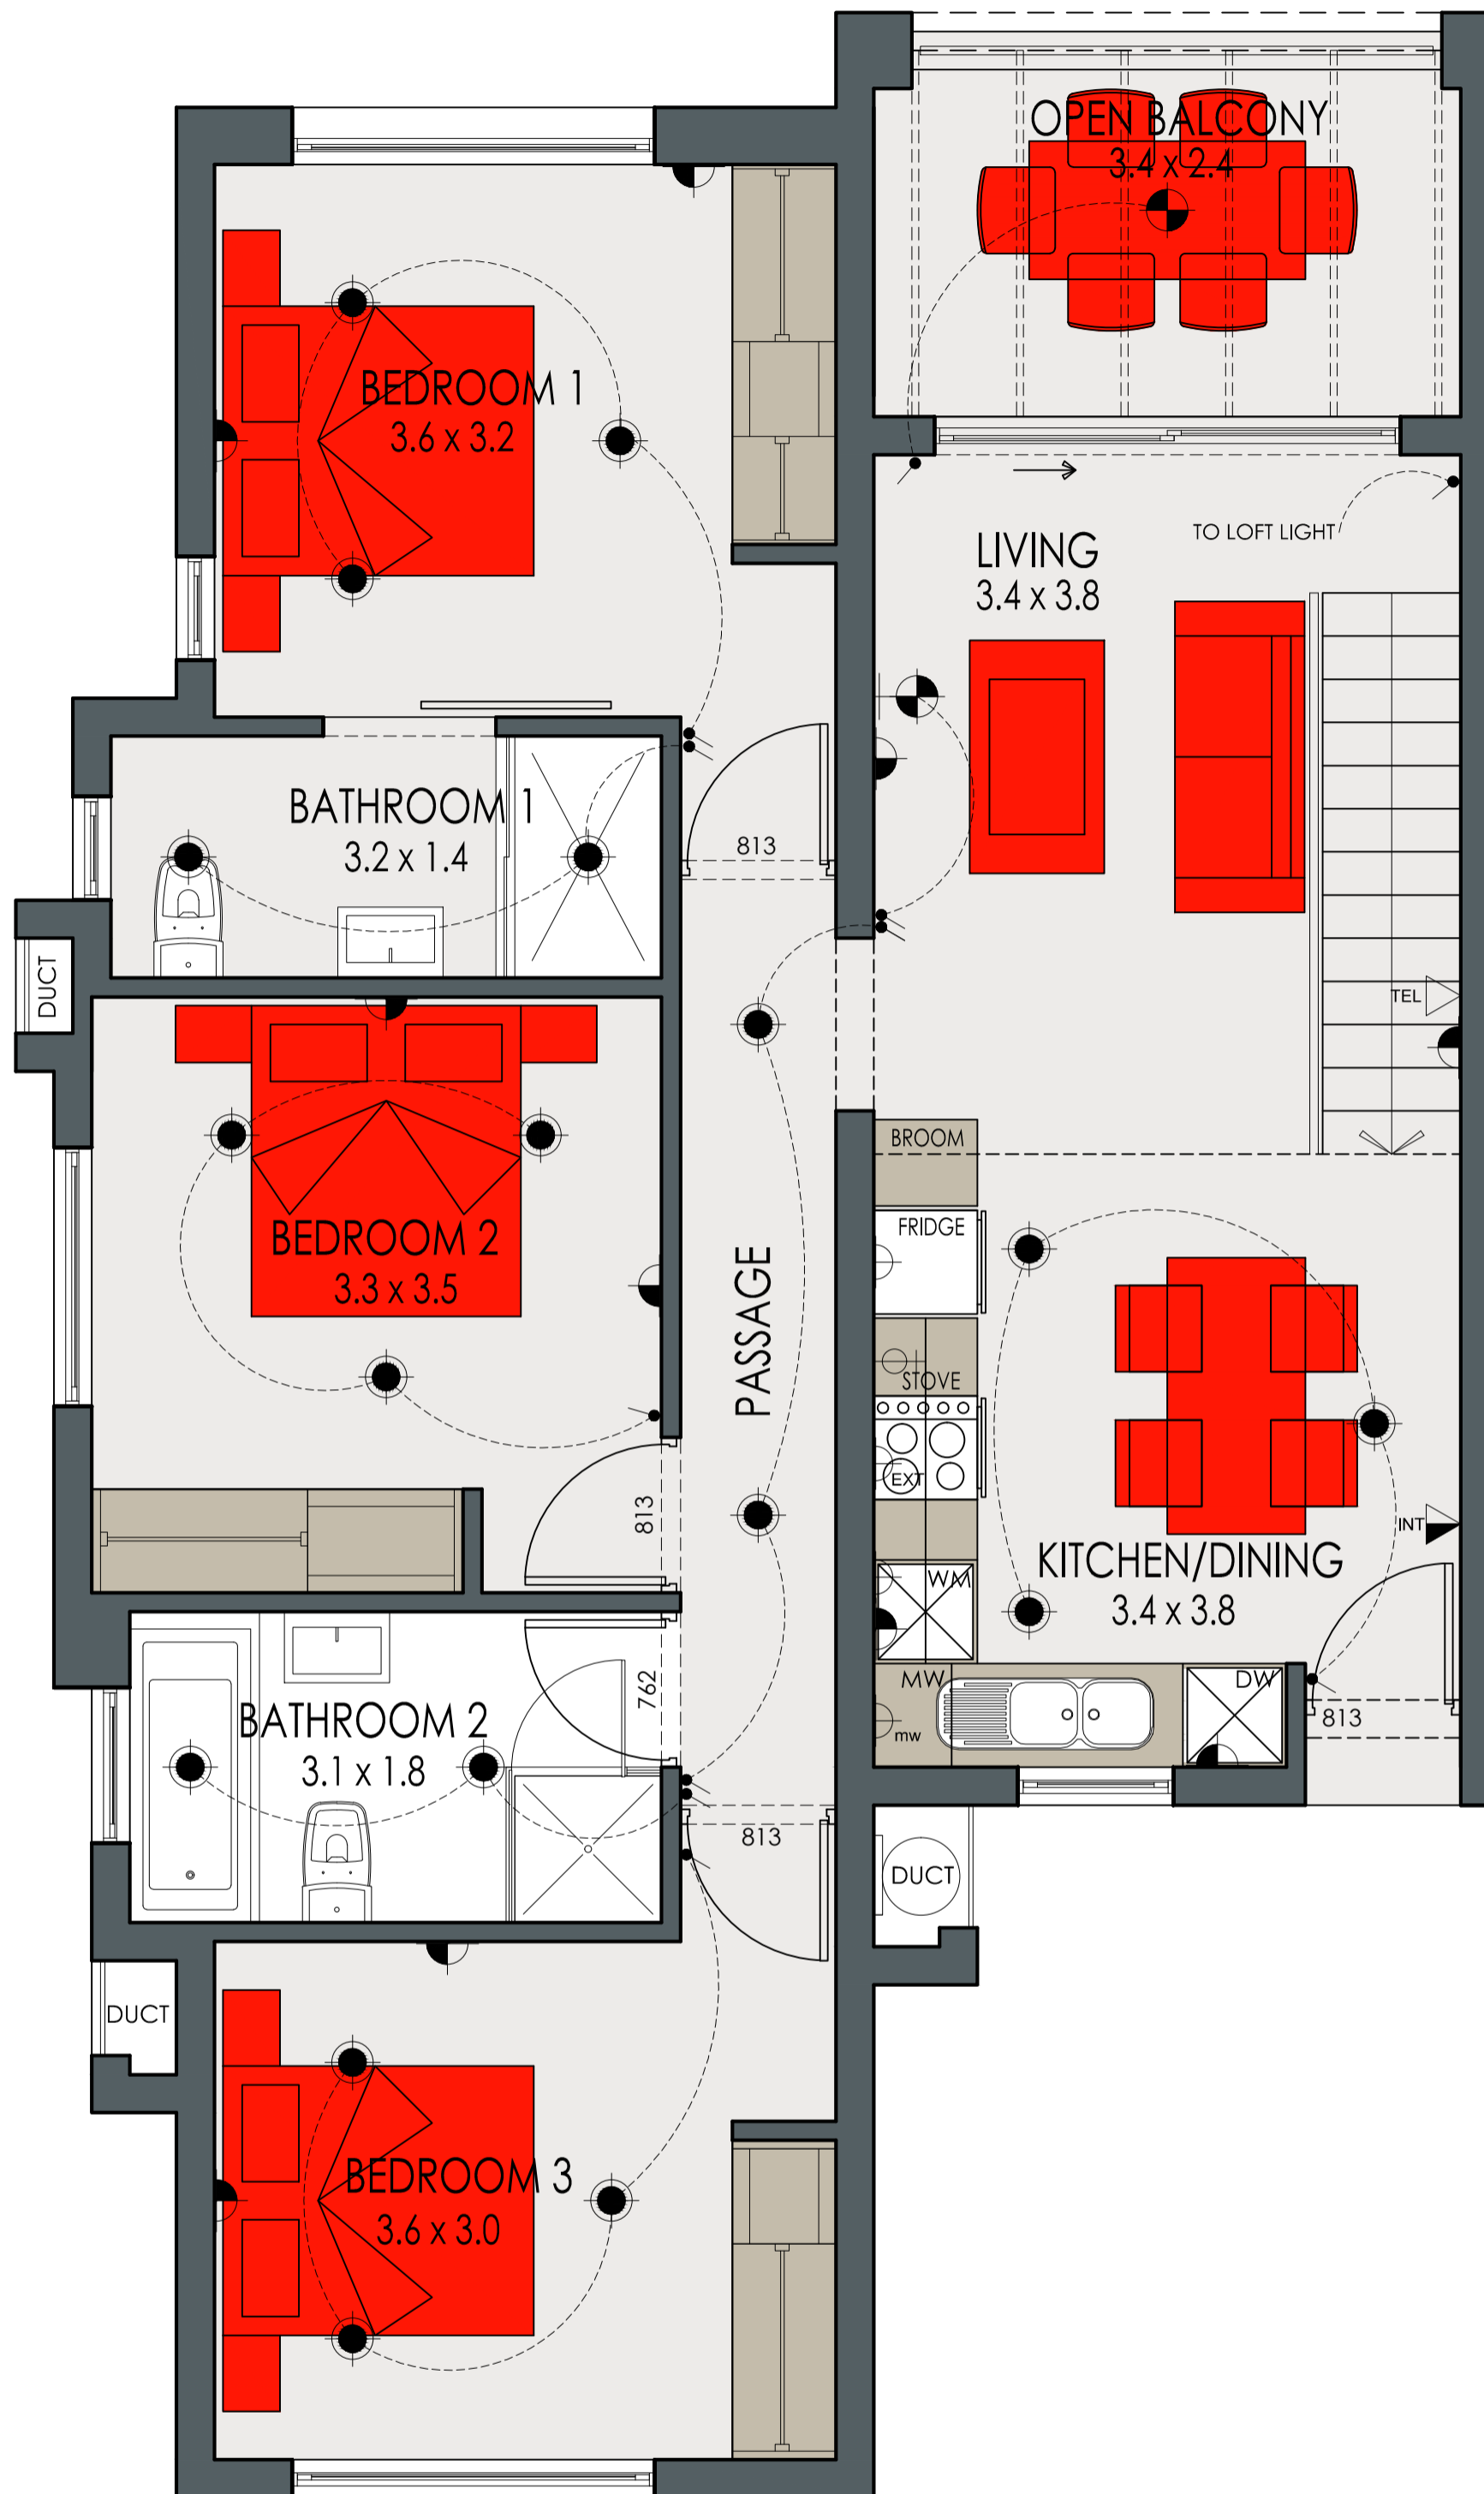 OPEN BALCONY
3.4 x 2.4
BEDROOM 1
3.6 x 3.2
TO LOFT LIGHT
LIVING
3.4 x 3.8
BATHROOM 1
3.2 x 1.4
813
DUCT
TEL
BROOM
FRIDGE
BEDROOM 2
3.3 x 3.5
PASSAGE
STOVE
EXT
813
INT
KITCHEN/DINING
3.4 x 3.8
WM
MW
mw
DW
813
762
BATHROOM 2
3.1 x 1.8
813
DUCT
DUCT
BEDROOM 3
3.6 x 3.0